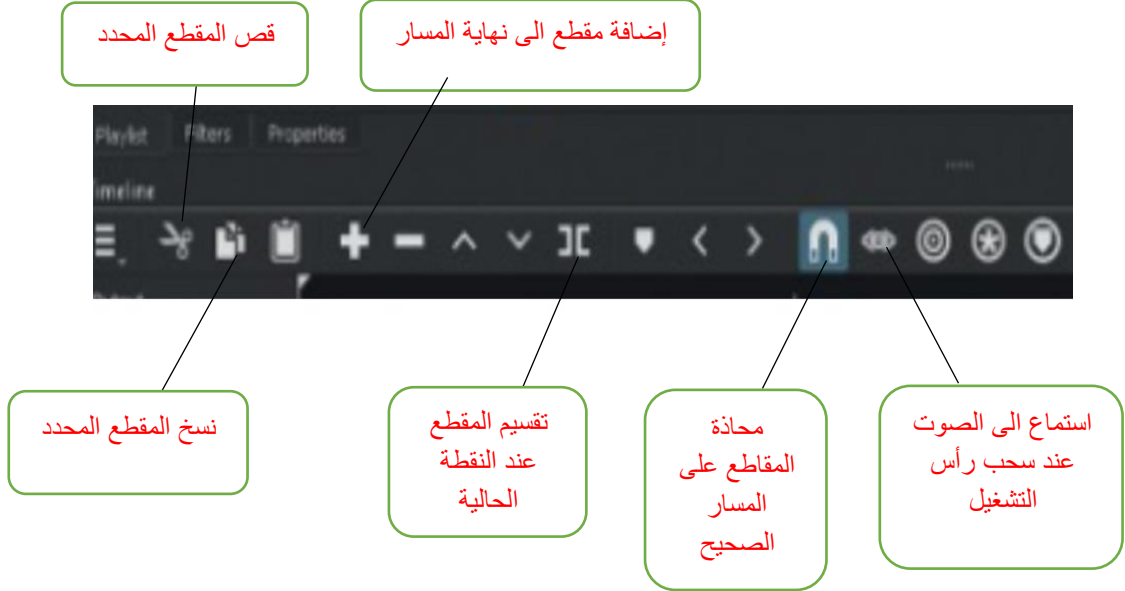 قص المقطع المحدد
إضافة مقطع الى نهاية المسار
Playlist Filters Properties
Timeline
نسخ المقطع المحدد
تقسيم المقطع
عند النقطة
الحالية
محاذة
المقاطع على
المسار
الصحيح
استماع الى الصوت
عند سحب رأس
التشغيل